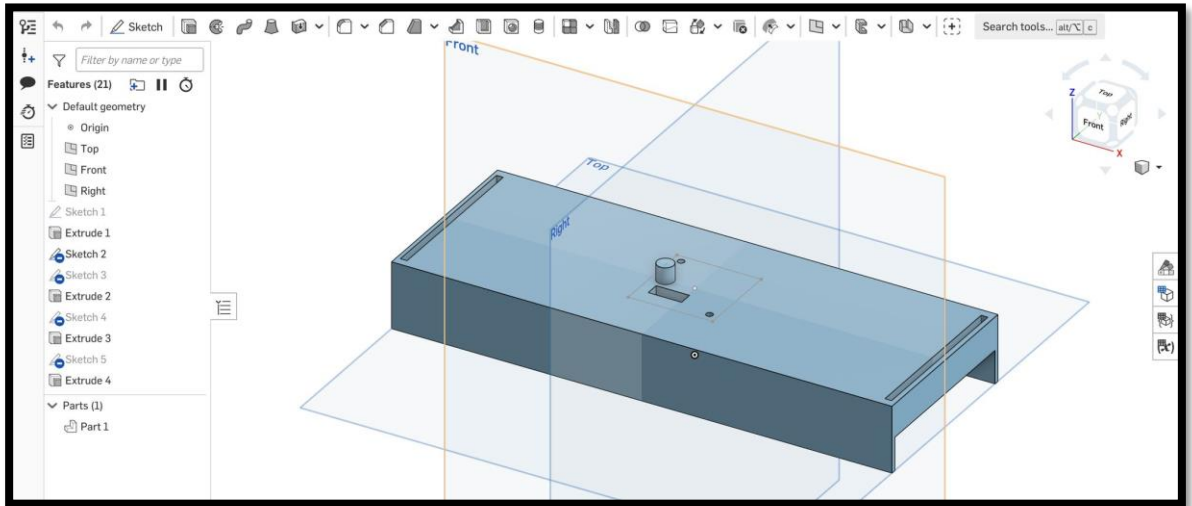 Sketch
Search tools... alt/⌥ c
Filter by name or type
Features (21)
Default geometry
Origin
Top
Front
Right
Sketch 1
Extrude 1
Sketch 2
Sketch 3
Extrude 2
Sketch 4
Extrude 3
Sketch 5
Extrude 4
Parts (1)
Part 1
Front
Top
Right
Z
Top
Front
Y
Right
X
(x)